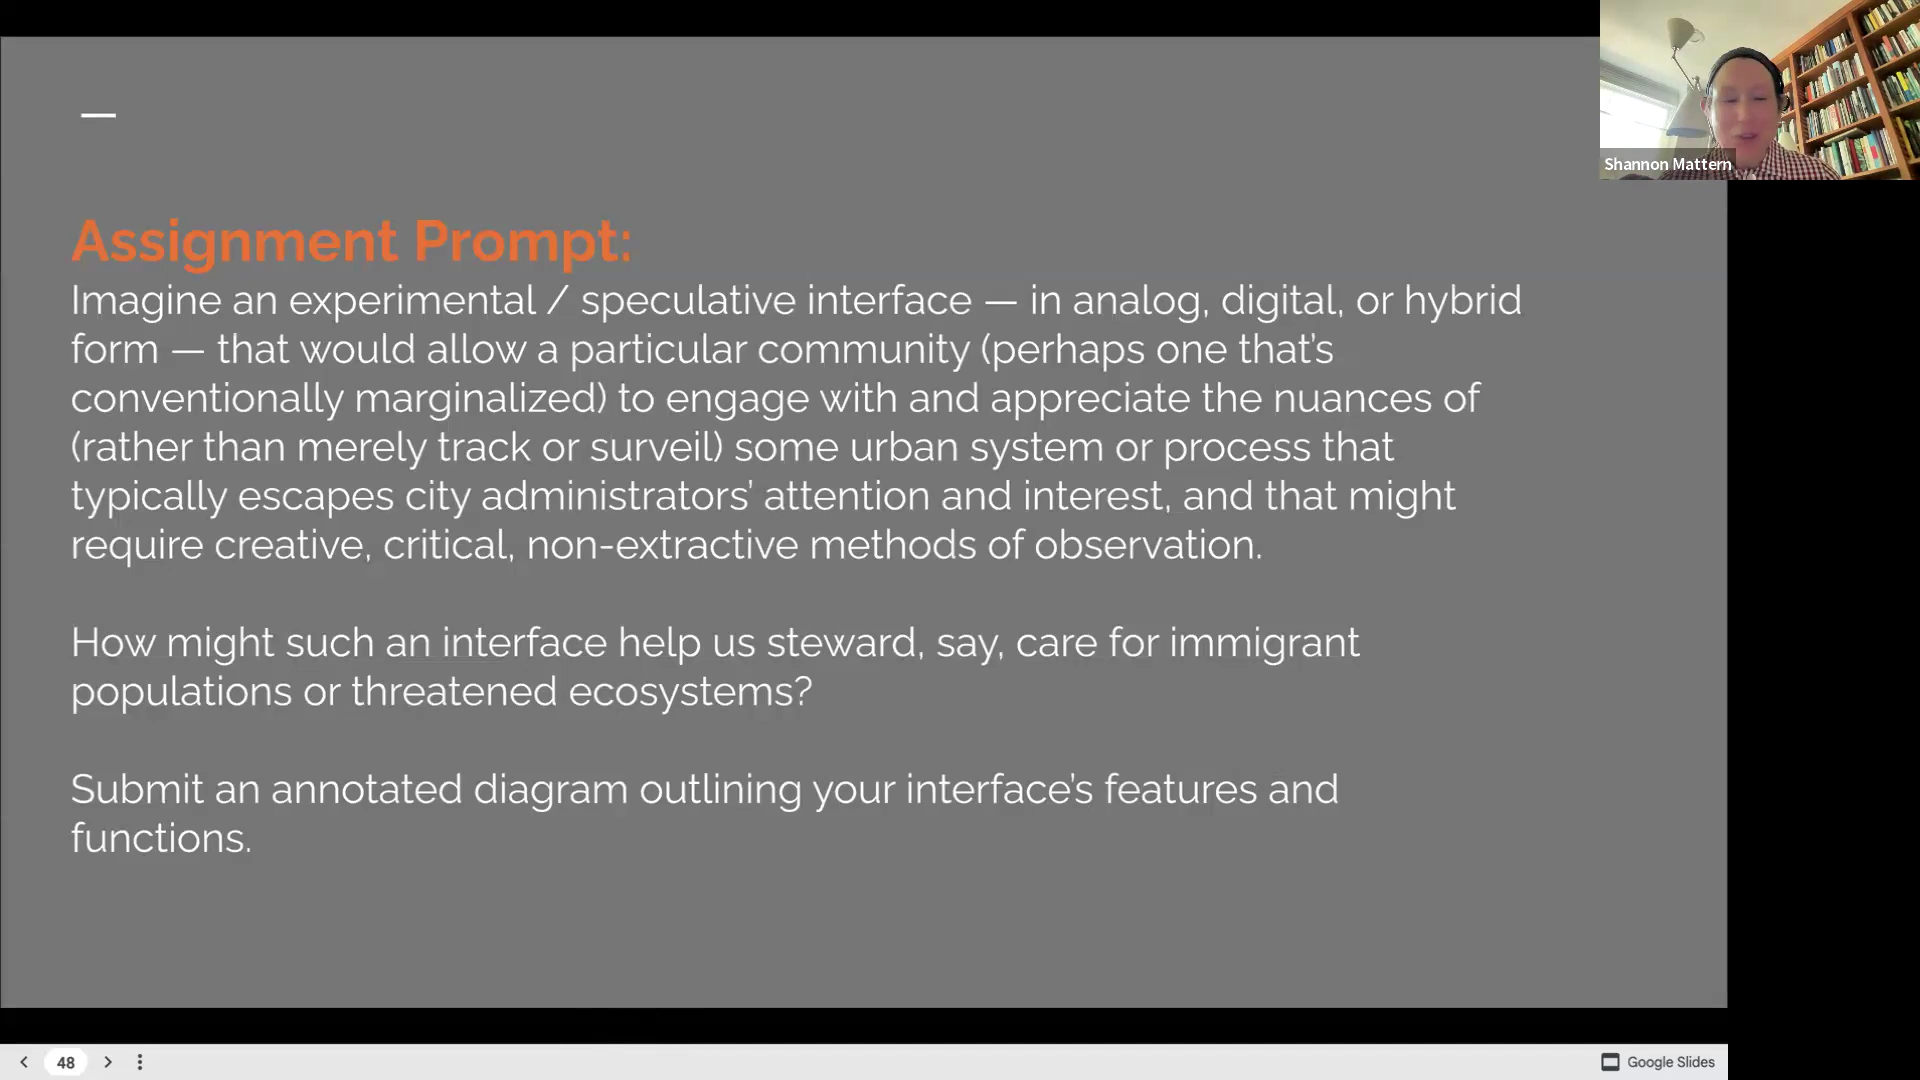 Shannon Mattern
—
Assignment Prompt:
Imagine an experimental / speculative interface — in analog, digital, or hybrid
form — that would allow a particular community (perhaps one that’s
conventionally marginalized) to engage with and appreciate the nuances of
(rather than merely track or surveil) some urban system or process that
typically escapes city administrators’ attention and interest, and that might
require creative, critical, non-extractive methods of observation.
How might such an interface help us steward, say, care for immigrant
populations or threatened ecosystems?
Submit an annotated diagram outlining your interface’s features and
functions.
48
Google Slides